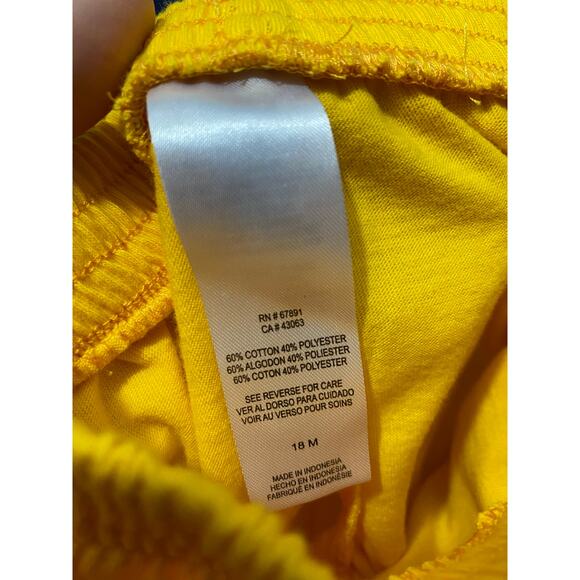 RN # 67891
CA # 43063
60% COTTON 40% POLYESTER
60% ALGODON 40% POLIESTER
60% COTON 40% POLYESTER
SEE REVERSE FOR CARE
VER AL DORSO PARA CUIDADO
VOIR AU VERSO POUR SOINS
18 M
MADE IN INDONESIA
HECHO EN INDONESIA
FABRIQUÉ EN INDONESIA